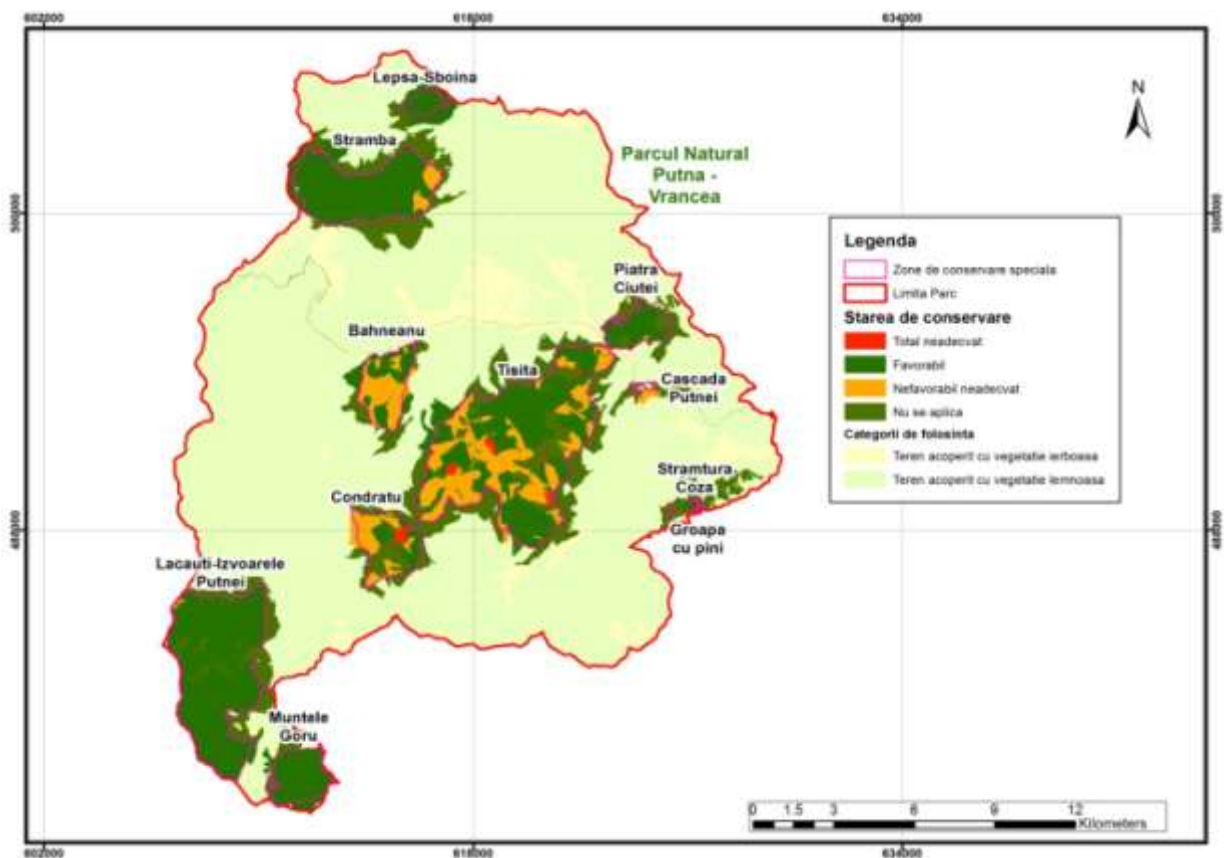 602000
618000
634000
N
Lepsa-Sboina
Stramba
Parcul Natural
Putna -
Vrancea
500000
500000
Legenda
Zone de conservare speciala
Limita Parc
Starea de conservare
Total neadecvat
Favorabil
Nefavorabil neadecvat
Nu se aplica
Categorii de folosinta
Teren acoperit cu vegetatie ierboasa
Teren acoperit cu vegetatie lemnoasa
Piatra
Ciutei
Bahneanu
Tisita
Cascada
Putnei
Stramtura
Coza
Condratu
Groapa
cu pini
Lacauti-Izvoarele
Putnei
Muntele
Goru
0 1.5 3 6 9 12
Kilometers
602000
618000
634000